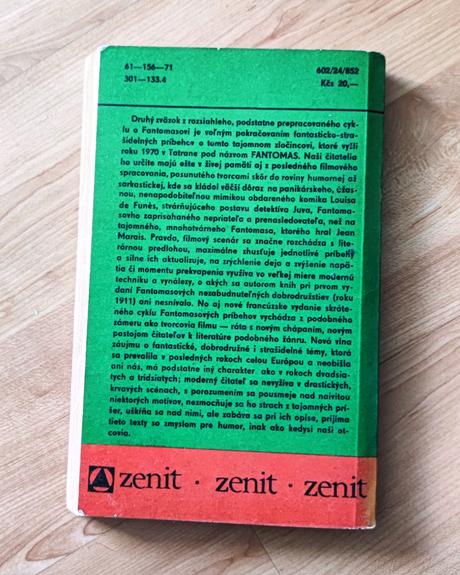 61—156—71
301—133.4
602/24/852
Kčs 20,—
Druhý zväzok z rozsiahleho, podstatne prepracovaného cyk-
lu o Fantomasovi je voľným pokračovaním fantasticko-stra-
šidelných príbehov o tomto tajomnom zločincovi, ktoré vyšli
roku 1970 v Tatrane pod názvom FANTOMAS. Naši čitatelia
ho určite majú ešte v živej pamäti aj z posledného filmového
spracovania, posunutého tvorcami skôr do roviny humornej až
sarkastickej, kde sa kládol väčší dôraz na panikárskeho, úžas-
nou, nenapodobiteľnou mimikou obdareného komika Louisa
de Funès, stvárňujúceho postavu detektíva Juva, Fantoma-
sovho zaprisahaného nepriateľa a prenasledovateľa, než na
tajomného, mnohotvárneho Fantomasa, ktorého hral Jean
Marais. Pravda, filmový scenár sa značne rozchádza s lite-
rárnou predlohou, maximálne zhusťuje jednotlivé príbehy
a silne ich aktualizuje, na zrýchlenie deja a zvýšenie napä-
tia či momentu prekvapenia využíva vo veľkej miere modernú
techniku a vynálezy, o akých sa autorom kníh pri prvom vy-
daní Fantomasových nezabudnuteľných dobrodružstiev (roku
1911) ani nesnívalo. No aj nové francúzske vydanie skráte-
ného cyklu Fantomasových príbehov vychádza z podobného
zámeru ako tvorcovia filmu — ráta s novým chápaním, novým
postojom čitateľov k literatúre podobného žánru. Nová vlna
záujmu o fantastické, dobrodružné i strašidelné témy, ktorá
sa prevalila v posledných rokoch celou Európou a neobišla
ani nás, má podstatne iný charakter ako v rokoch dvadsia-
tych a tridsiatych; moderný čitateľ sa nevyžíva v drastických,
krvavých scénach, s porozumením sa pousmeje nad naivitou
niektorých motívov, nezmocňuje sa ho strach z tajomných prí-
šer, uškŕňa sa nad nimi, ale zabáva sa pri ich opise, prijíma
tieto texty so zmyslom pre humor, inak ako kedysi naši ot-
covia.
zenit · zenit · zenit